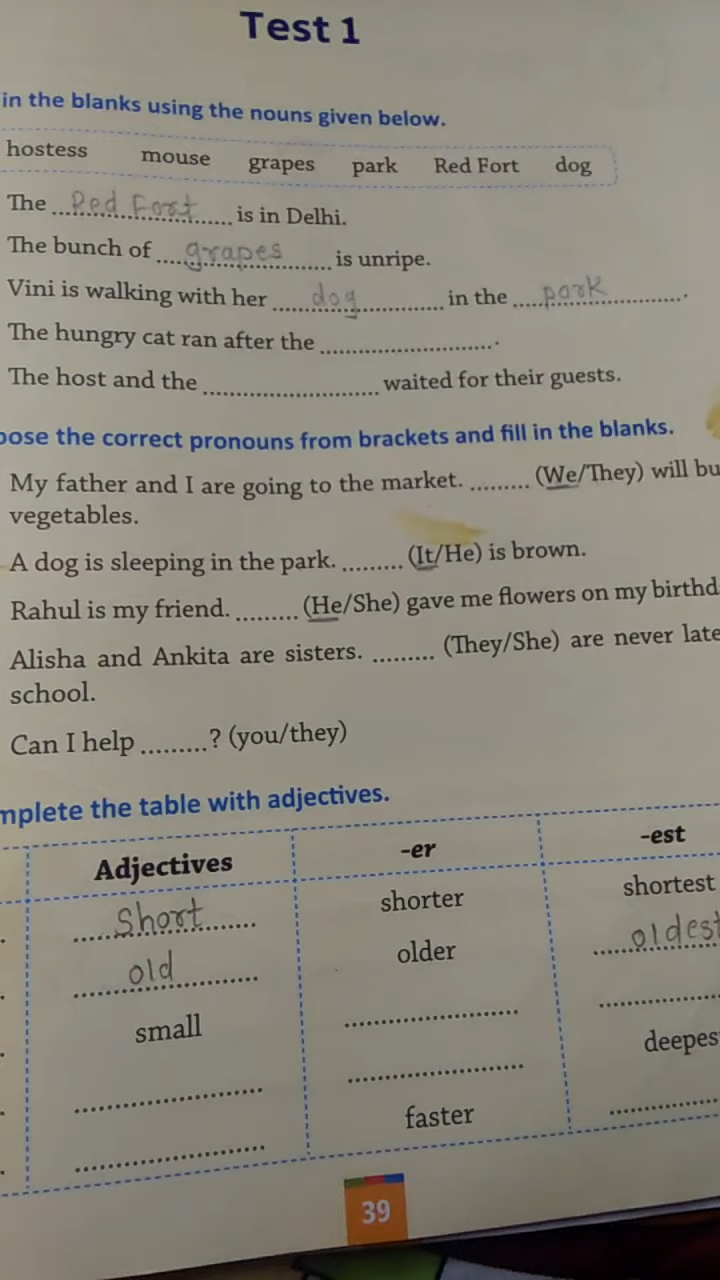 Test 1
in the blanks using the nouns given below.
hostess mouse grapes park Red Fort dog
The ...Red Fort... is in Delhi.
The bunch of ...grapes... is unripe.
Vini is walking with her ...dog... in the ...park....
The hungry cat ran after the ..........
The host and the .......... waited for their guests.
oose the correct pronouns from brackets and fill in the blanks.
My father and I are going to the market. ......... (We/They) will bu
vegetables.
A dog is sleeping in the park. ......... (It/He) is brown.
Rahul is my friend. ......... (He/She) gave me flowers on my birthd
Alisha and Ankita are sisters. ......... (They/She) are never late
school.
Can I help .........? (you/they)
mplete the table with adjectives.
Adjectives -er -est
Short shorter shortest
old older oldest
small .......... ..........
.......... .......... deepes
.......... faster ..........
39